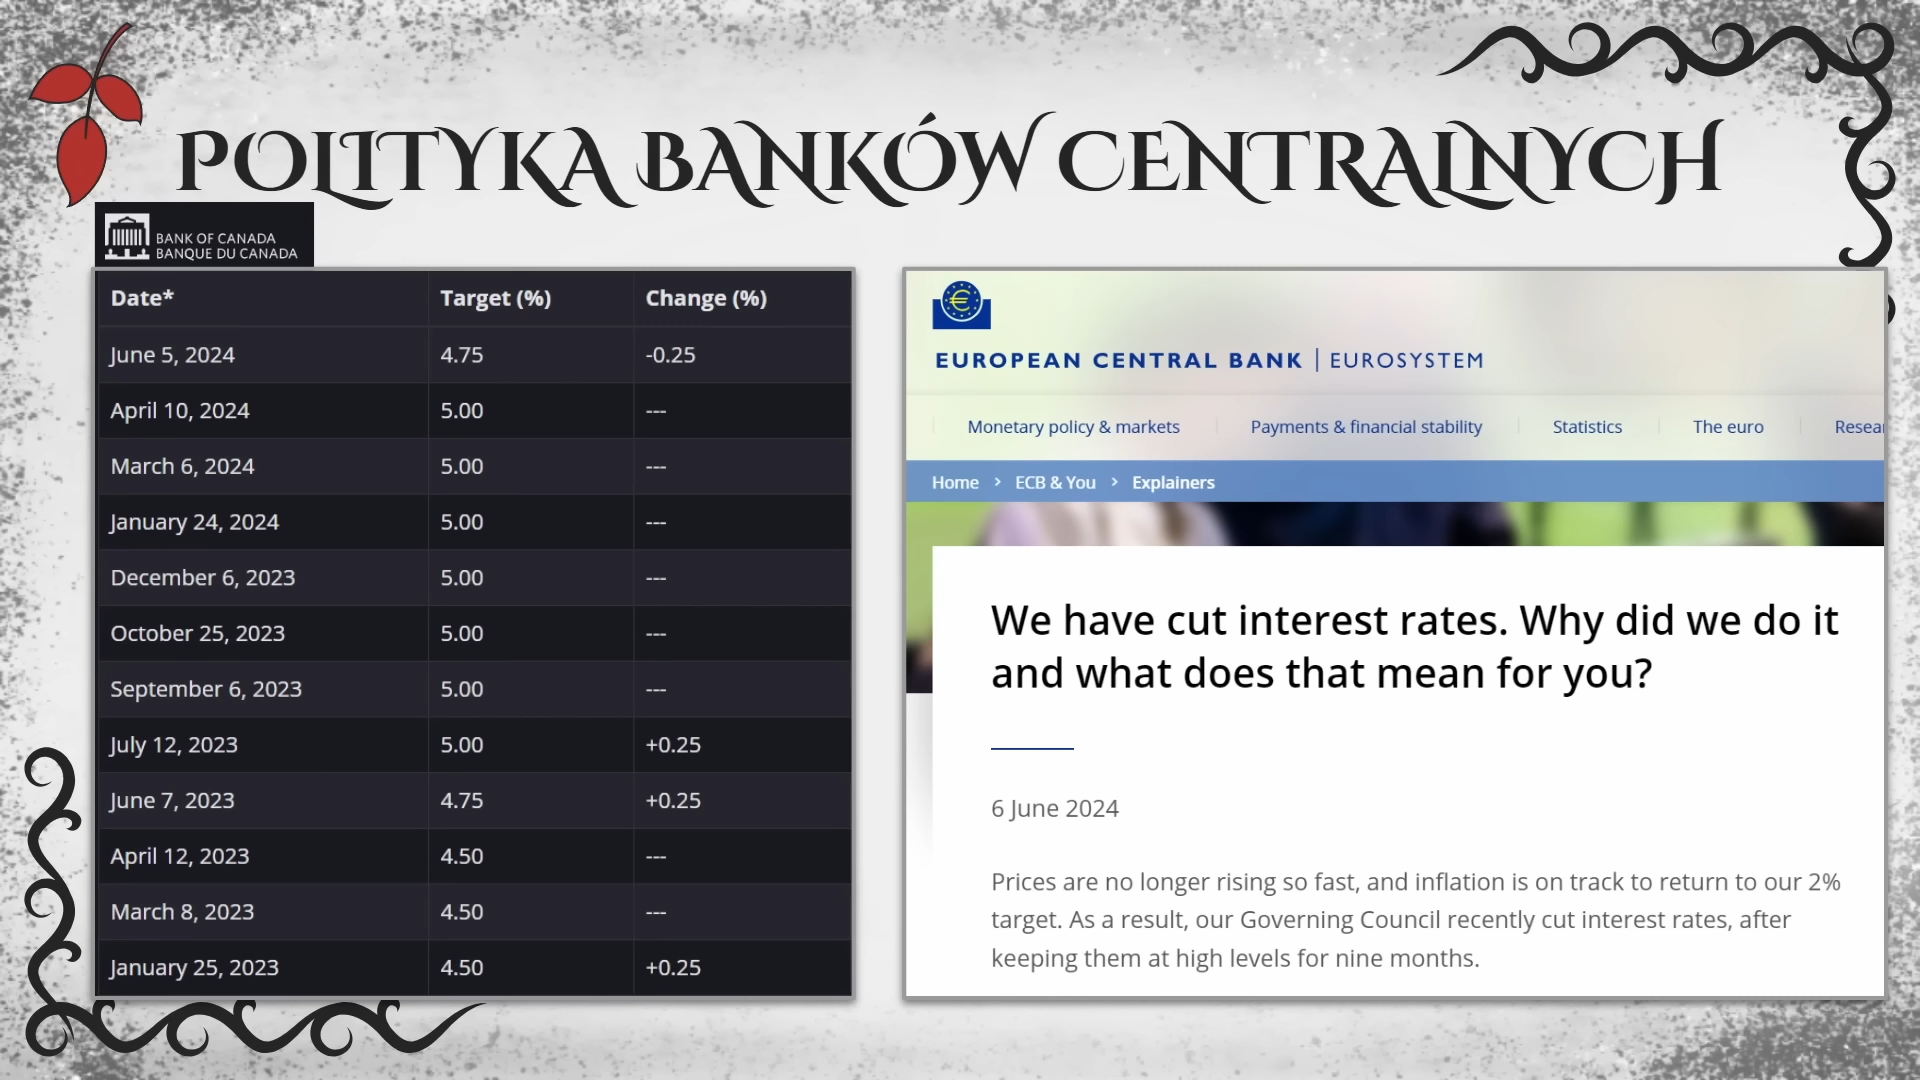 POLITYKA BANKÓW CENTRALNYCH
BANK OF CANADA
BANQUE DU CANADA
Date* Target (%) Change (%)
June 5, 2024 4.75 -0.25
April 10, 2024 5.00 ---
March 6, 2024 5.00 ---
January 24, 2024 5.00 ---
December 6, 2023 5.00 ---
October 25, 2023 5.00 ---
September 6, 2023 5.00 ---
July 12, 2023 5.00 +0.25
June 7, 2023 4.75 +0.25
April 12, 2023 4.50 ---
March 8, 2023 4.50 ---
January 25, 2023 4.50 +0.25
EUROPEAN CENTRAL BANK | EUROSYSTEM
Monetary policy & markets Payments & financial stability Statistics The euro Resear
Home > ECB & You > Explainers
We have cut interest rates. Why did we do it
and what does that mean for you?
6 June 2024
Prices are no longer rising so fast, and inflation is on track to return to our 2%
target. As a result, our Governing Council recently cut interest rates, after
keeping them at high levels for nine months.